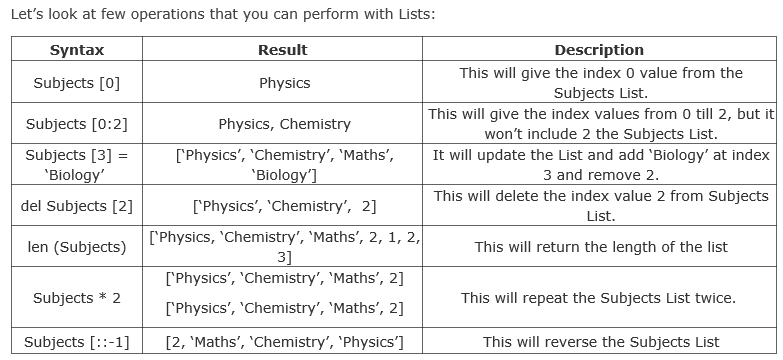 Let's look at few operations that you can perform with Lists:
Syntax Result Description
Subjects [0] Physics This will give the index 0 value from the
Subjects List.
Subjects [0:2] Physics, Chemistry This will give the index values from 0 till 2, but it
won't include 2 the Subjects List.
Subjects [3] =
'Biology'
['Physics', 'Chemistry', 'Maths',
'Biology']
It will update the List and add 'Biology' at index
3 and remove 2.
del Subjects [2] ['Physics', 'Chemistry', 2] This will delete the index value 2 from Subjects
List.
len (Subjects) ['Physics, 'Chemistry', 'Maths', 2, 1, 2,
3]
This will return the length of the list
Subjects * 2 ['Physics', 'Chemistry', 'Maths', 2]
['Physics', 'Chemistry', 'Maths', 2]
This will repeat the Subjects List twice.
Subjects [::-1] [2, 'Maths', 'Chemistry', 'Physics'] This will reverse the Subjects List